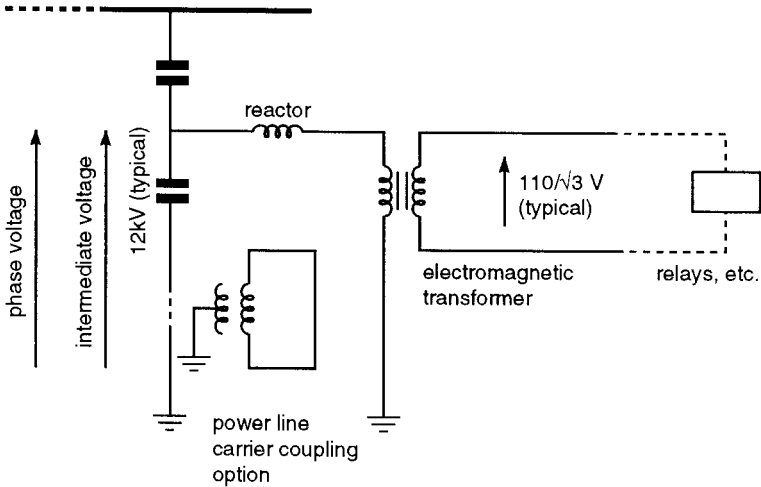 phase voltage
intermediate voltage
12kV (typical)
reactor
110/√3 V
(typical)
electromagnetic
transformer
relays, etc.
power line
carrier coupling
option